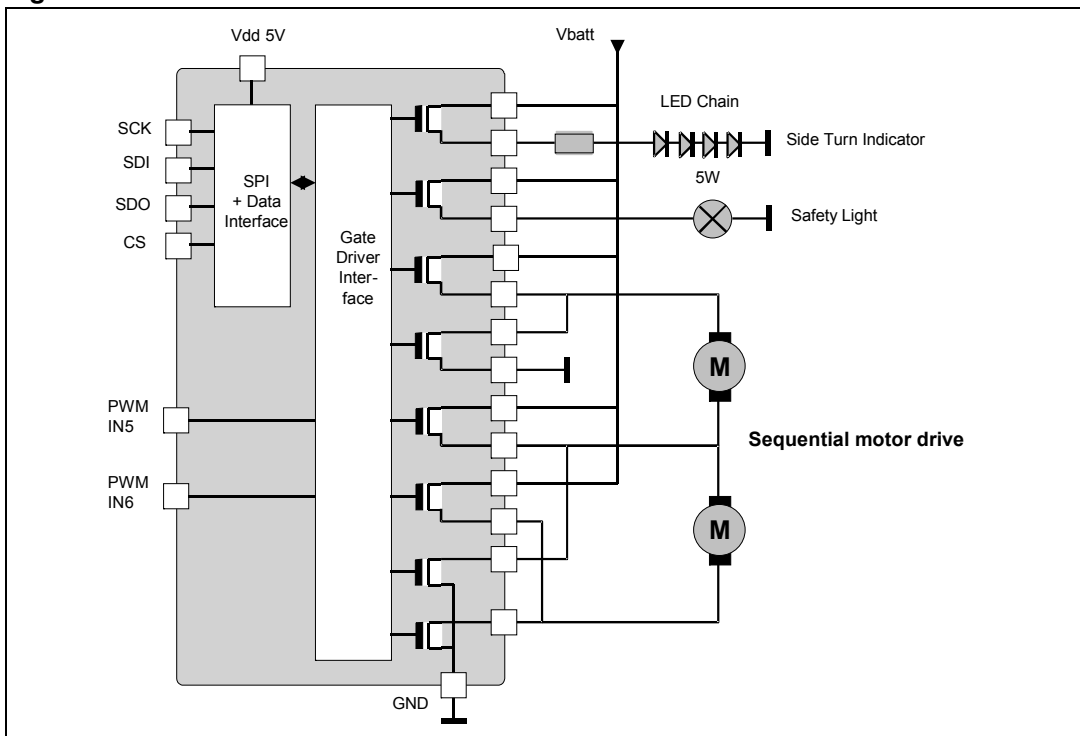 Vdd 5V
Vbatt
LED Chain
SCK
SDI
SDO
CS
SPI
+ Data
Interface
Gate
Driver
Inter-
face
Side Turn Indicator
5W
Safety Light
M
PWM
IN5
Sequential motor drive
PWM
IN6
M
GND